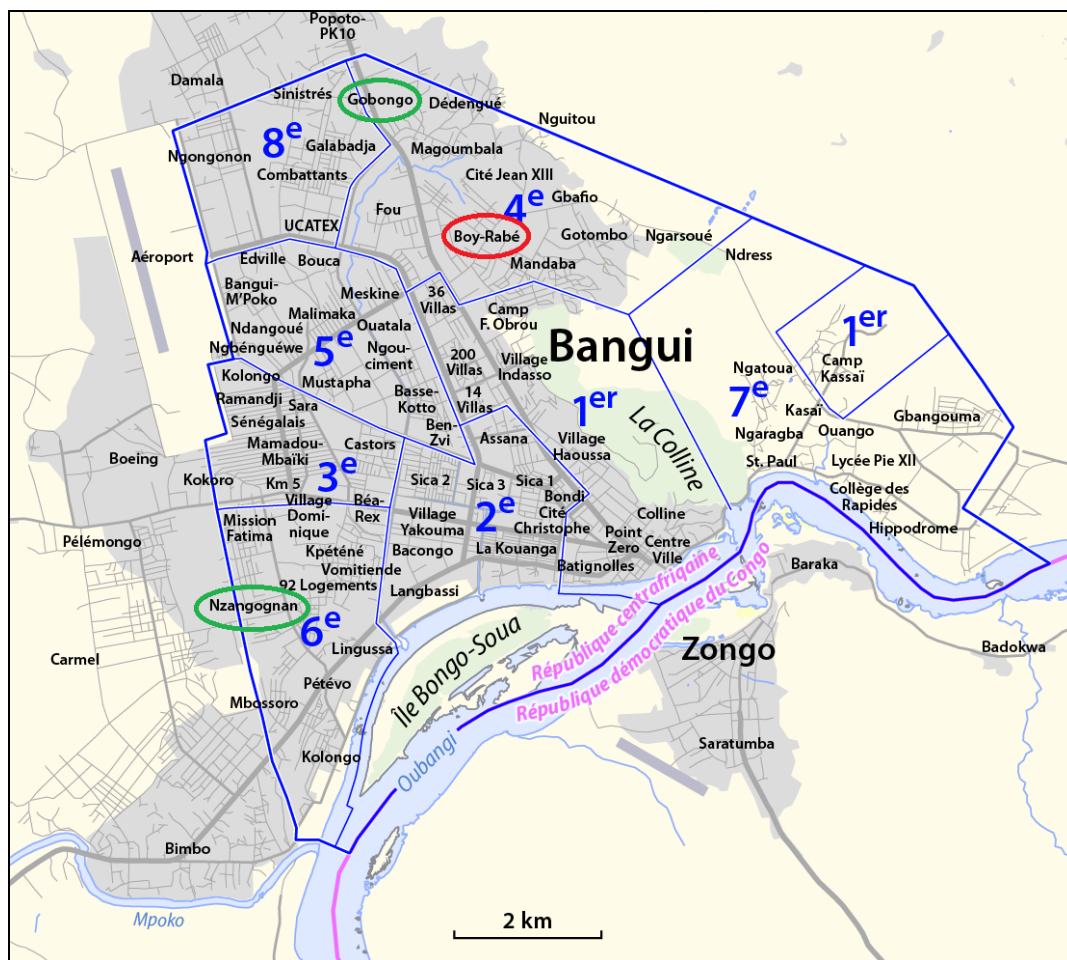 Popoto-
PK10
Damala
Sinistrés
Gobongo
Dédengué
Nguitou
8e
Ngongonon
Galabadja
Magoumbala
Combattants
Cité Jean XIII
4e
Gbafio
Fou
UCATEX
Boy-Rabé
Gotombo
Ngarsoué
Aéroport
Edville
Bouca
Mandaba
Ndress
Bangui-
M'Poko
Meskine
36
Villas
Malimaka
Camp
F. Obrou
Bangui
1er
Ndangoué
Ouatala
Ngbénguéwe
5e
Ngou-
ciment
200
Villas
Village
Indasso
Camp
Kassaï
Ngatoua
Kolongo
Mustapha
Ramandji
Sara
Basse-
Kotto
14
Villas
1er
7e
Kasaï
Gbangouma
Sénégalais
Ben-
Zvi
Assana
La Colline
Ngaragba
Ouango
Mamadou-
Mbaïki
Castors
Village
Haoussa
Boeing
St. Paul
Lycée Pie XII
Kokoro
Km 5
3e
Sica 2
Sica 3
Sica 1
Village
Domi-
nique
Béa-
Rex
2e
Bondi
Cité
Christophe
Collège des
Rapides
Colline
Mission
Fatima
Village
Yakouma
Hippodrome
Pélémongo
Kpéténé
Bacongo
La Kouanga
Point
Zero
Centre
Ville
Vomitiende
Batignolles
Baraka
92 Logements
Langbassi
Nzangognan
6e
République centrafriqaine
République démocratique du Congo
Île Bongo-Soua
Zongo
Badokwa
Carmel
Lingussa
Pétévo
Mbossoro
Kolongo
Oubangi
Saratumba
Bimbo
Mpoko
2 km